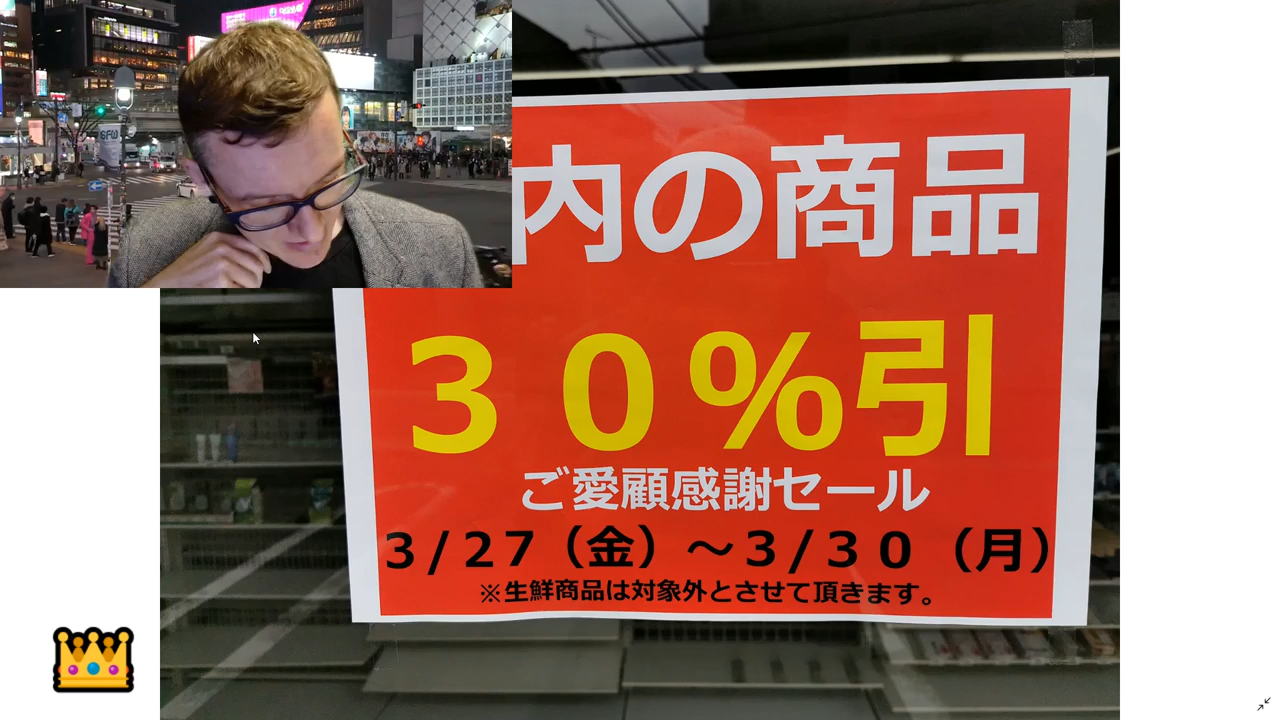 GFW
内の商品
30%引
ご愛顧感謝セール
3/27(金)~3/30(月)
※生鮮商品は対象外とさせて頂きます。